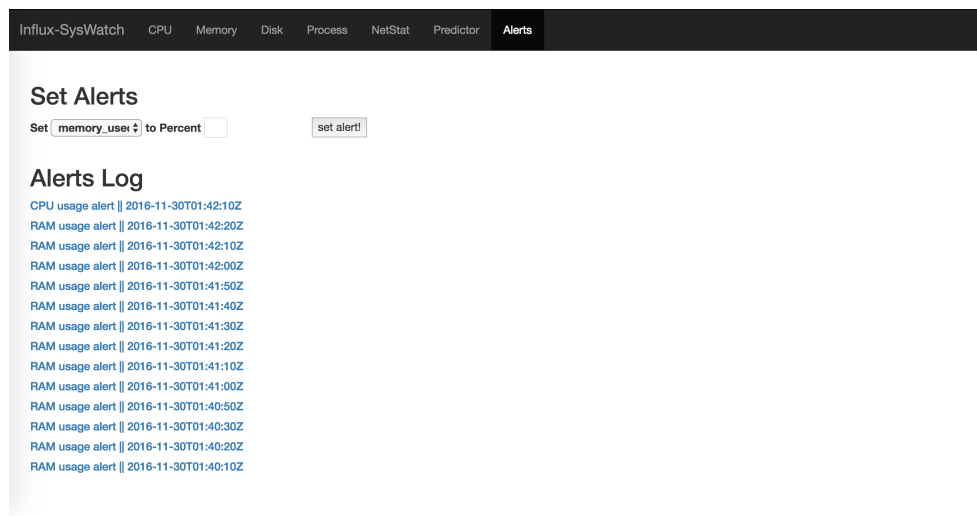 Influx-SysWatch CPU Memory Disk Process NetStat Predictor Alerts
Set Alerts
Set memory_used to Percent set alert!
Alerts Log
CPU usage alert || 2016-11-30T01:42:10Z
RAM usage alert || 2016-11-30T01:42:20Z
RAM usage alert || 2016-11-30T01:42:10Z
RAM usage alert || 2016-11-30T01:42:00Z
RAM usage alert || 2016-11-30T01:41:50Z
RAM usage alert || 2016-11-30T01:41:40Z
RAM usage alert || 2016-11-30T01:41:30Z
RAM usage alert || 2016-11-30T01:41:20Z
RAM usage alert || 2016-11-30T01:41:10Z
RAM usage alert || 2016-11-30T01:41:00Z
RAM usage alert || 2016-11-30T01:40:50Z
RAM usage alert || 2016-11-30T01:40:30Z
RAM usage alert || 2016-11-30T01:40:20Z
RAM usage alert || 2016-11-30T01:40:10Z